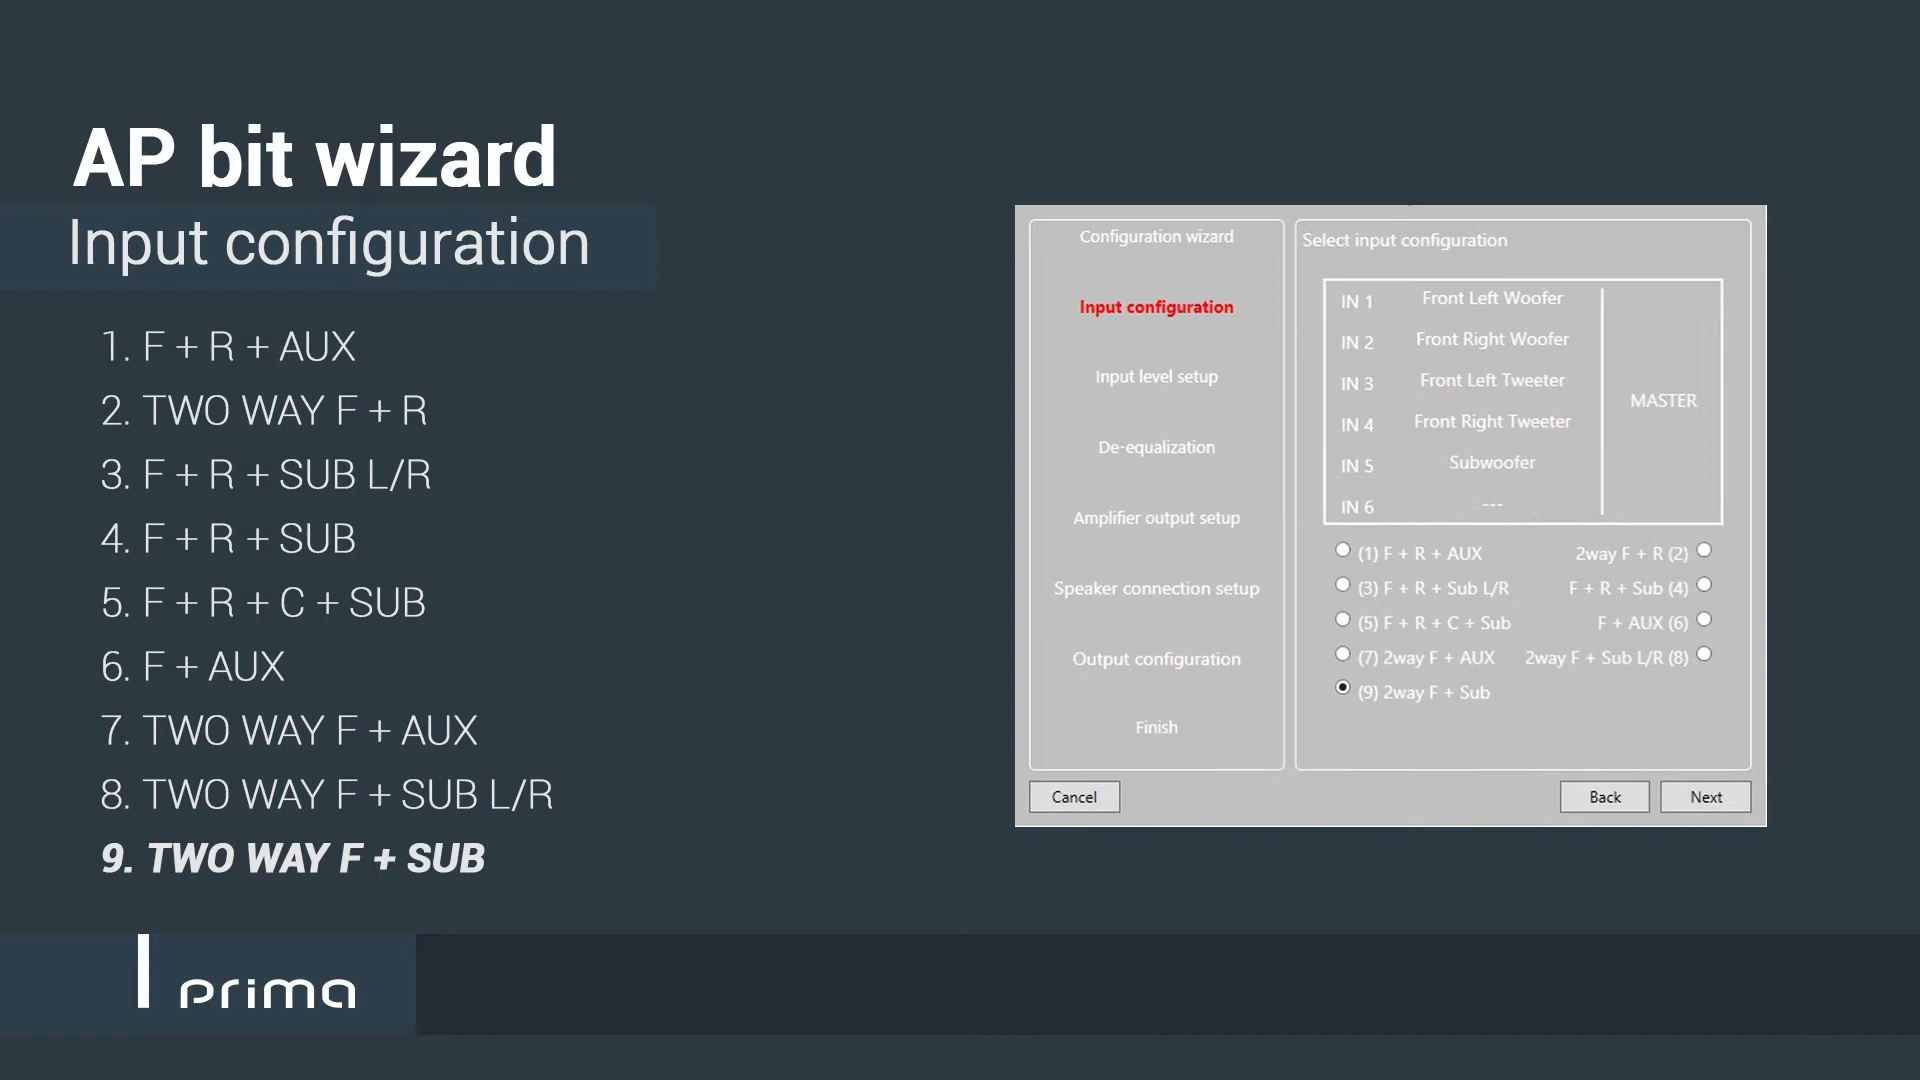 AP bit wizard
Input configuration
1. F + R + AUX
2. TWO WAY F + R
3. F + R + SUB L/R
4. F + R + SUB
5. F + R + C + SUB
6. F + AUX
7. TWO WAY F + AUX
8. TWO WAY F + SUB L/R
9. TWO WAY F + SUB
prima
Configuration wizard
Input configuration
Input level setup
De-equalization
Amplifier output setup
Speaker connection setup
Output configuration
Finish
Select input configuration
IN 1 Front Left Woofer
IN 2 Front Right Woofer
IN 3 Front Left Tweeter
IN 4 Front Right Tweeter
IN 5 Subwoofer
IN 6 ---
MASTER
(1) F + R + AUX 2way F + R (2)
(3) F + R + Sub L/R F + R + Sub (4)
(5) F + R + C + Sub F + AUX (6)
(7) 2way F + AUX 2way F + Sub L/R (8)
(9) 2way F + Sub
Cancel Back Next